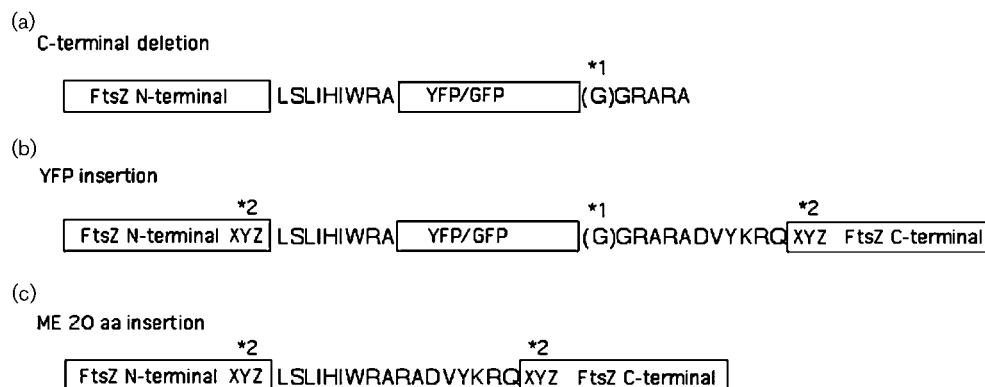 (a)
C-terminal deletion
*1
FtsZ N-terminal LSLIHIWRA YFP/GFP (G)GRARA
(b)
YFP insertion
*2 *1 *2
FtsZ N-terminal XYZ LSLIHIWRA YFP/GFP (G)GRARADVYKRQ XYZ FtsZ C-terminal
(c)
ME 20 aa insertion
*2 *2
FtsZ N-terminal XYZ LSLIHIWRARADVYKRQ XYZ FtsZ C-terminal